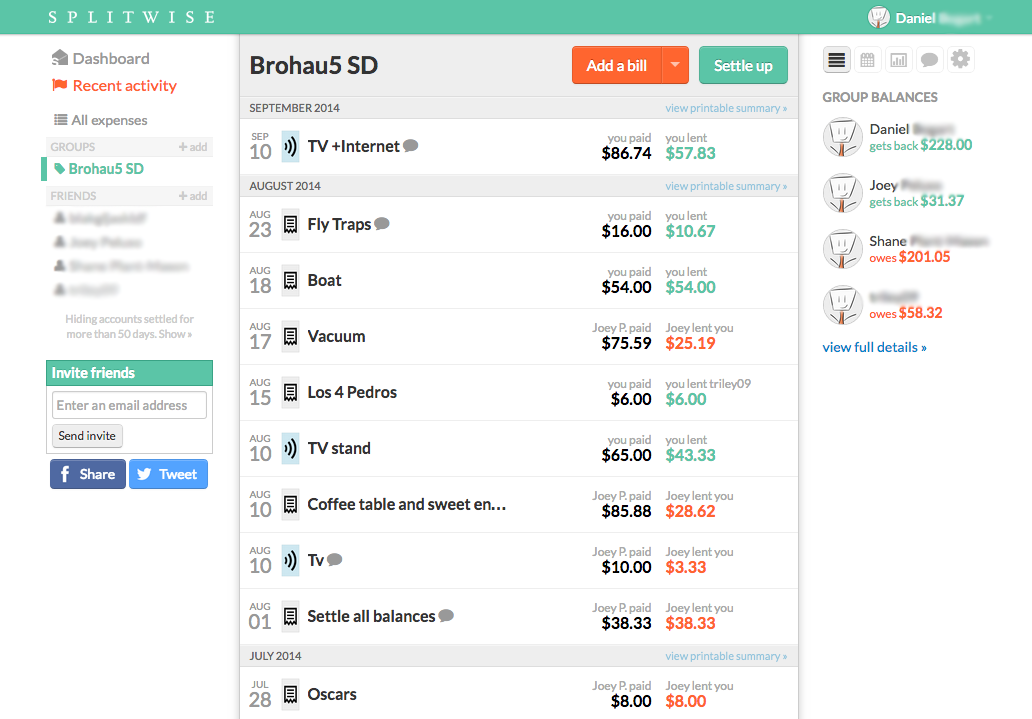 SPLITWISE
Daniel
Dashboard
Recent activity
All expenses
GROUPS + add
Brohau5 SD
FRIENDS + add
Hiding accounts settled for
more than 50 days. Show »
Invite friends
Enter an email address
Send invite
f Share
Tweet
Brohau5 SD
Add a bill
Settle up
SEPTEMBER 2014 view printable summary »
SEP 10 TV +Internet you paid $86.74 you lent $57.83
AUGUST 2014 view printable summary »
AUG 23 Fly Traps you paid $16.00 you lent $10.67
AUG 18 Boat you paid $54.00 you lent $54.00
AUG 17 Vacuum Joey P. paid $75.59 Joey lent you $25.19
AUG 15 Los 4 Pedros you paid $6.00 you lent triley09 $6.00
AUG 10 TV stand you paid $65.00 you lent $43.33
AUG 10 Coffee table and sweet en... Joey P. paid $85.88 Joey lent you $28.62
AUG 10 Tv Joey P. paid $10.00 Joey lent you $3.33
AUG 01 Settle all balances Joey P. paid $38.33 Joey lent you $38.33
JULY 2014 view printable summary »
JUL 28 Oscars Joey P. paid $8.00 Joey lent you $8.00
GROUP BALANCES
Daniel
gets back $228.00
Joey
gets back $31.37
Shane
owes $201.05
owes $58.32
view full details »